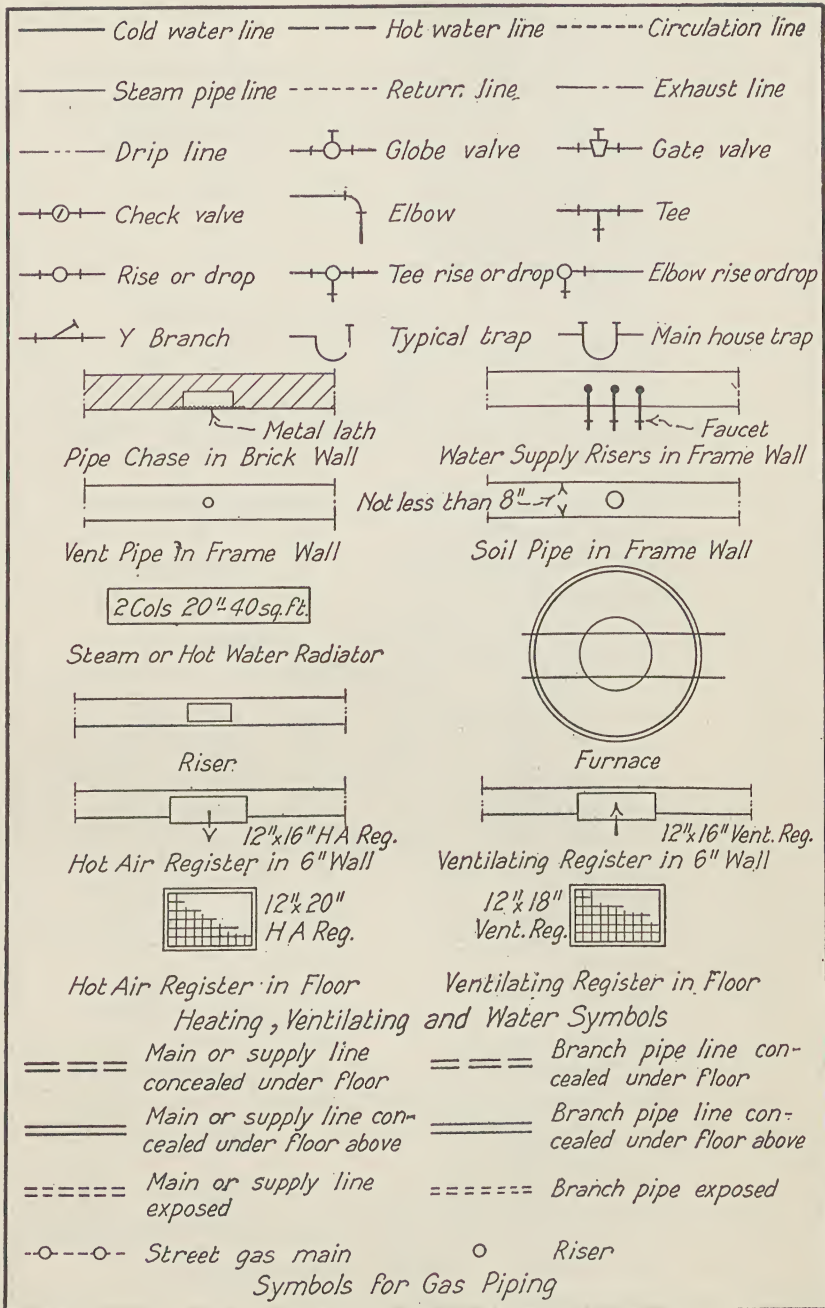 Cold water line Hot water line Circulation line
Steam pipe line Return line Exhaust line
Drip line Globe valve Gate valve
Check valve Elbow Tee
Rise or drop Tee rise or drop Elbow rise or drop
Y Branch Typical trap Main house trap
Metal lath Faucet
Pipe Chase in Brick Wall Water Supply Risers in Frame Wall
Not less than 8"
Vent Pipe in Frame Wall Soil Pipe in Frame Wall
2 Cols 20"-40 sq. ft.
Steam or Hot Water Radiator
Riser Furnace
12"x16" H A Reg. 12"x16" Vent. Reg.
Hot Air Register in 6" Wall Ventilating Register in 6" Wall
12"x20"
H A Reg.
12"x18"
Vent. Reg.
Hot Air Register in Floor Ventilating Register in Floor
Heating, Ventilating and Water Symbols
Main or supply line
concealed under floor
Branch pipe line con-
cealed under floor
Main or supply line con-
cealed under floor above
Branch pipe line con-
cealed under floor above
Main or supply line
exposed
Branch pipe exposed
Street gas main Riser
Symbols for Gas Piping